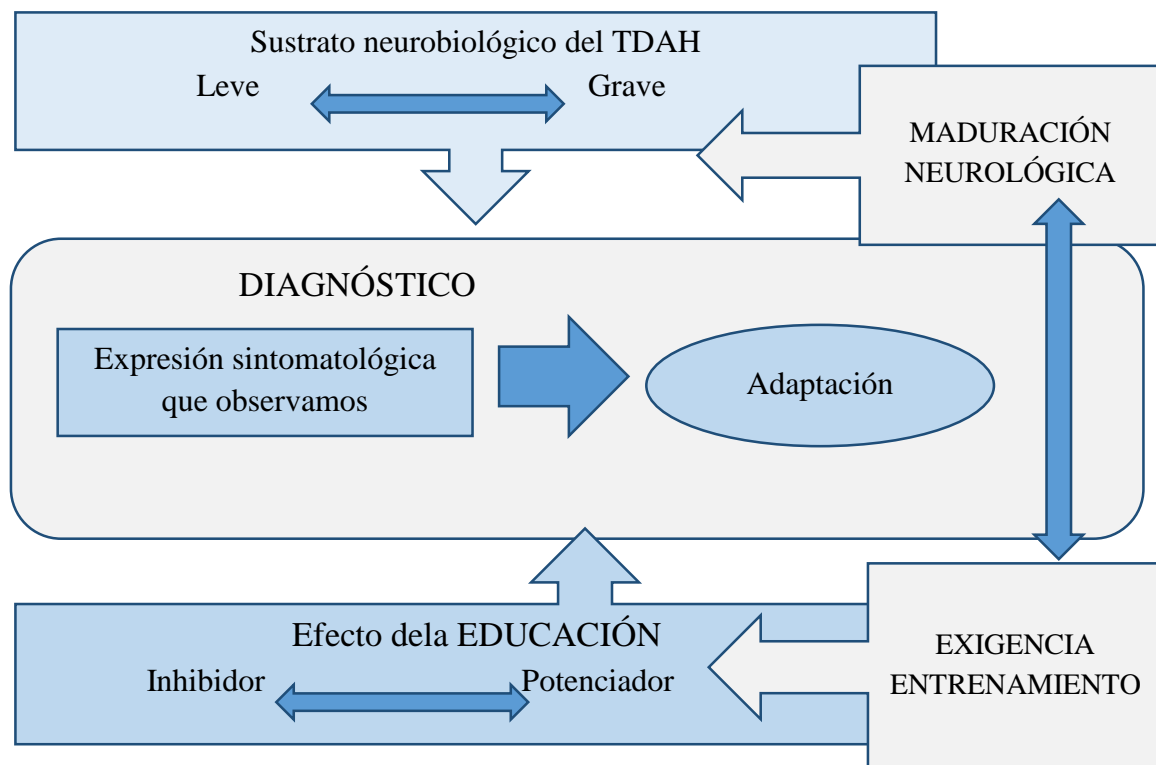 Sustrato neurobiológico del TDAH
Leve Grave
MADURACIÓN
NEUROLÓGICA
DIAGNÓSTICO
Expresión sintomatológica
que observamos
Adaptación
Efecto dela EDUCACIÓN
Inhibidor Potenciador
EXIGENCIA
ENTRENAMIENTO